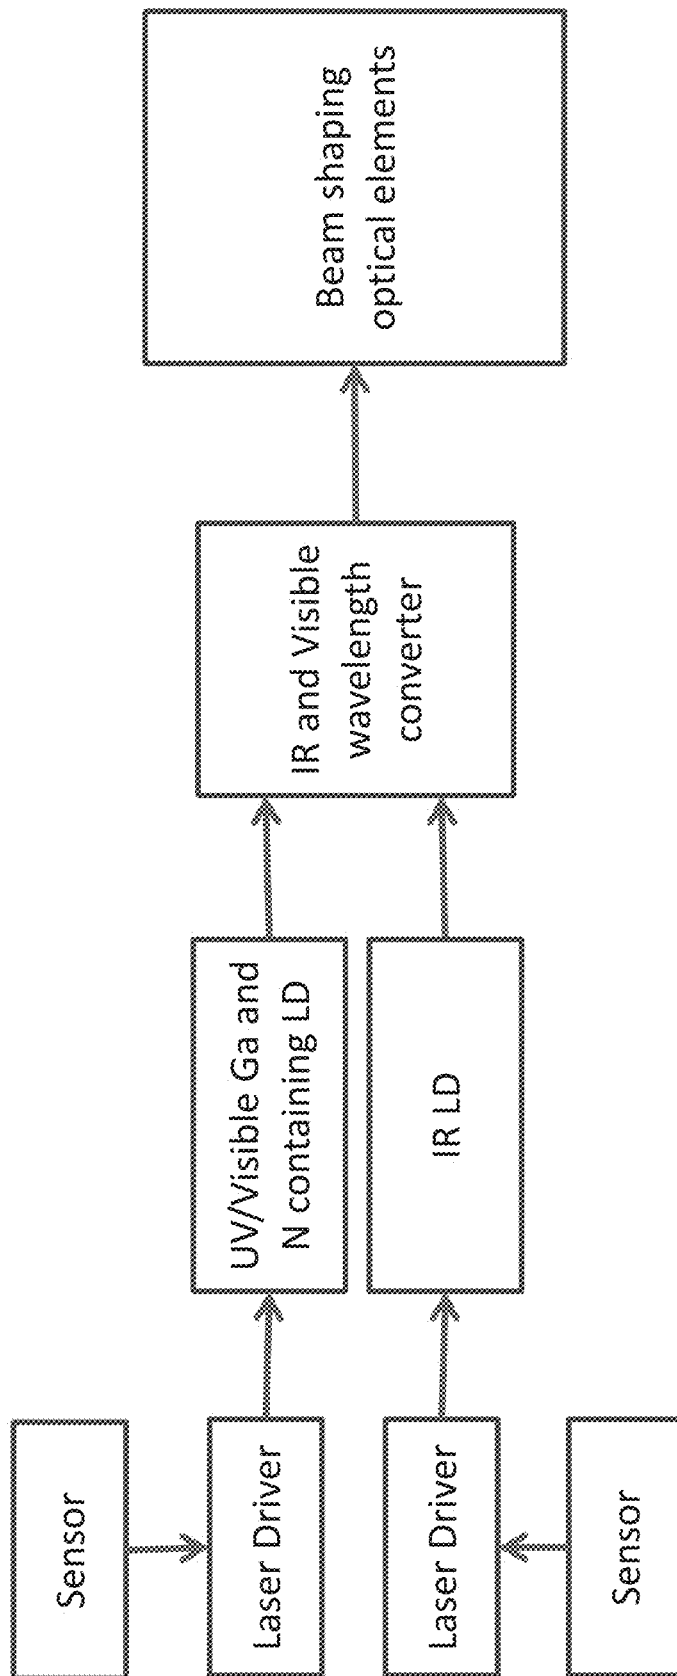 Sensor
Laser Driver
Laser Driver
Sensor
UV/Visible Ga and
N containing LD
IR LD
IR and Visible
wavelength
converter
Beam shaping
optical elements